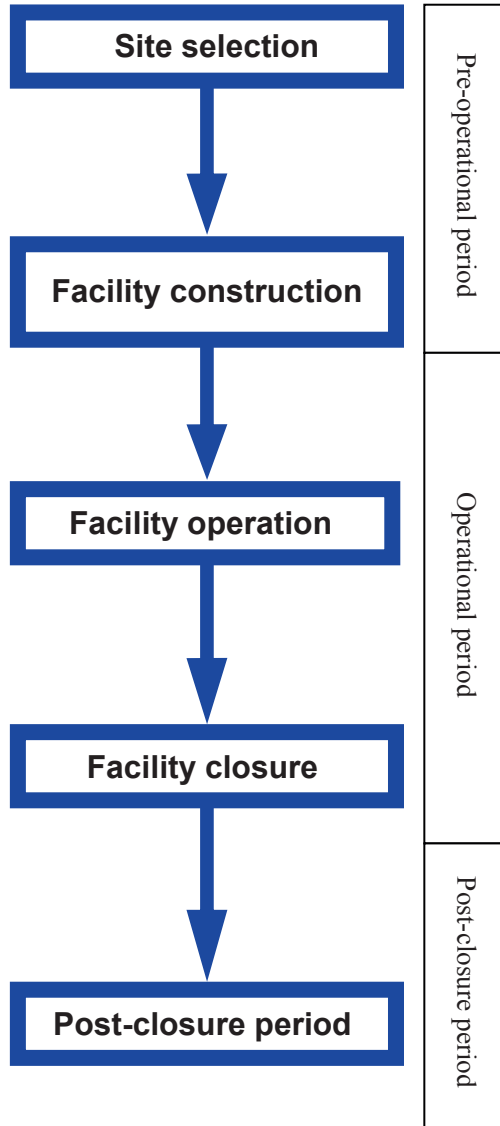 Site selection
Facility construction
Facility operation
Facility closure
Post-closure period
Pre-operational period
Operational period
Post-closure period